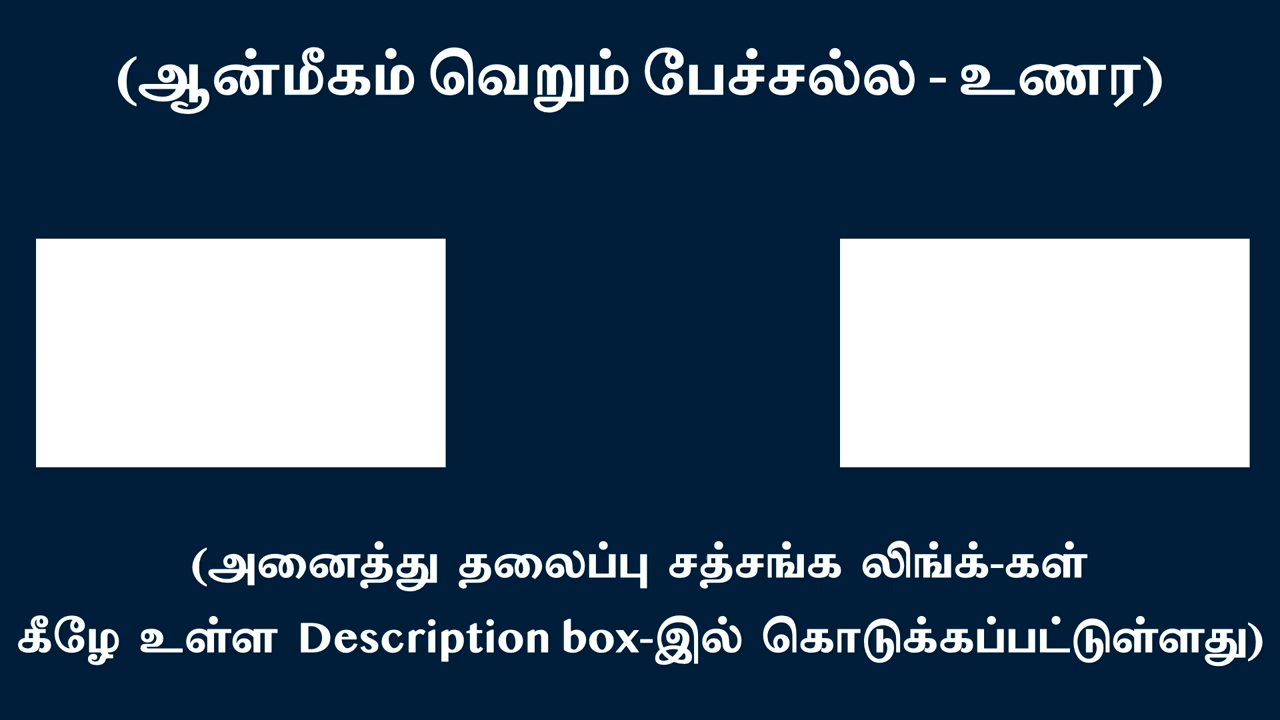 (ஆன்மீகம் வெறும் பேச்சல்ல - உணர)
(அனைத்து தலைப்பு சத்சங்க லிங்க்-கள்
கீழே உள்ள Description box-இல் கொடுக்கப்பட்டுள்ளது)